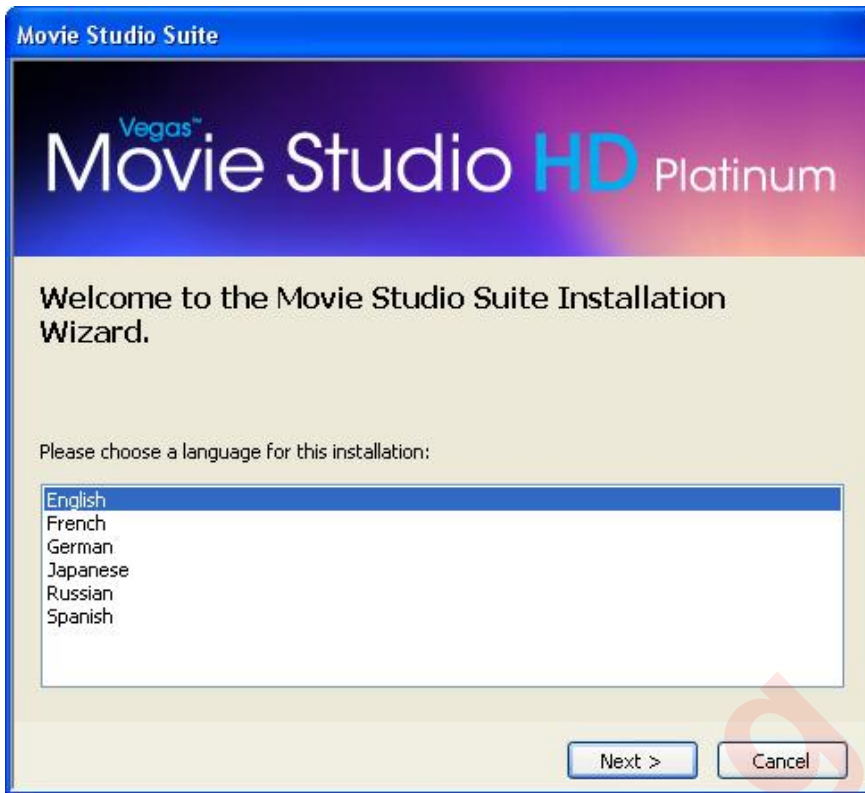 Movie Studio Suite
Vegas™
Movie Studio HD Platinum
Welcome to the Movie Studio Suite Installation
Wizard.
Please choose a language for this installation:
English
French
German
Japanese
Russian
Spanish
Next > Cancel